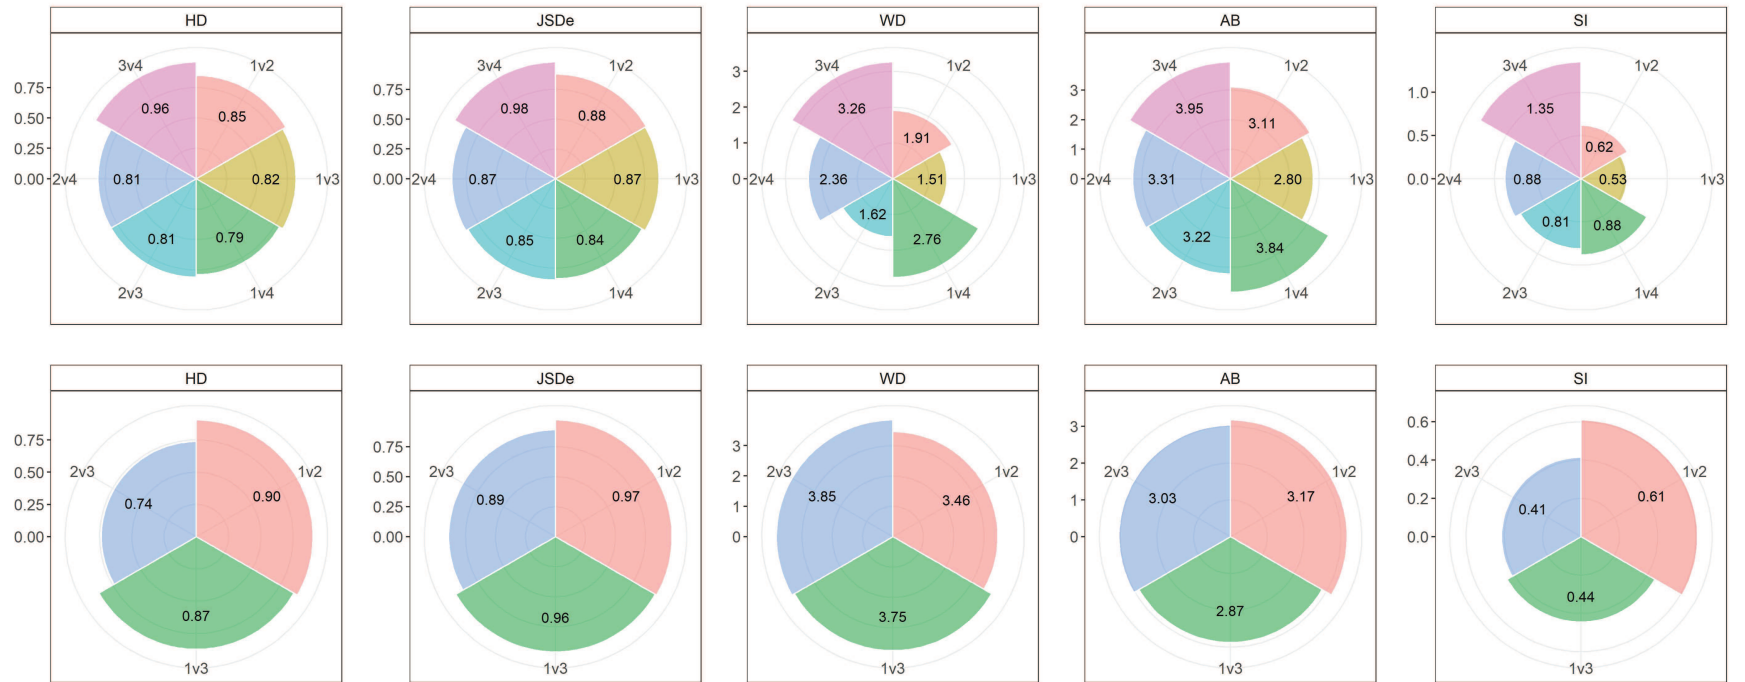 HD
3v4
1v2
0.75
0.96
0.85
0.50
0.25
0.00
2v4
0.81
0.82
1v3
0.81
0.79
2v3
1v4
JSDe
3v4
1v2
0.75
0.98
0.88
0.50
0.25
0.00
2v4
0.87
0.87
1v3
0.85
0.84
2v3
1v4
WD
3v4
1v2
3
2
3.26
1
1.91
0
2v4
2.36
1.51
1v3
1.62
2.76
2v3
1v4
AB
3v4
1v2
3
3.95
2
3.11
1
0
2v4
3.31
2.80
1v3
3.22
3.84
2v3
1v4
SI
3v4
1v2
1.0
1.35
0.5
0.62
0.0
2v4
0.88
0.53
1v3
0.81
0.88
2v3
1v4
HD
0.75
2v3
1v2
0.50
0.74
0.90
0.25
0.00
0.87
1v3
JSDe
0.75
2v3
1v2
0.50
0.89
0.97
0.25
0.00
0.96
1v3
WD
3
2v3
1v2
2
3.85
3.46
1
0
3.75
1v3
AB
3
2v3
1v2
2
3.03
3.17
1
0
2.87
1v3
SI
0.6
2v3
1v2
0.4
0.41
0.61
0.2
0.0
0.44
1v3